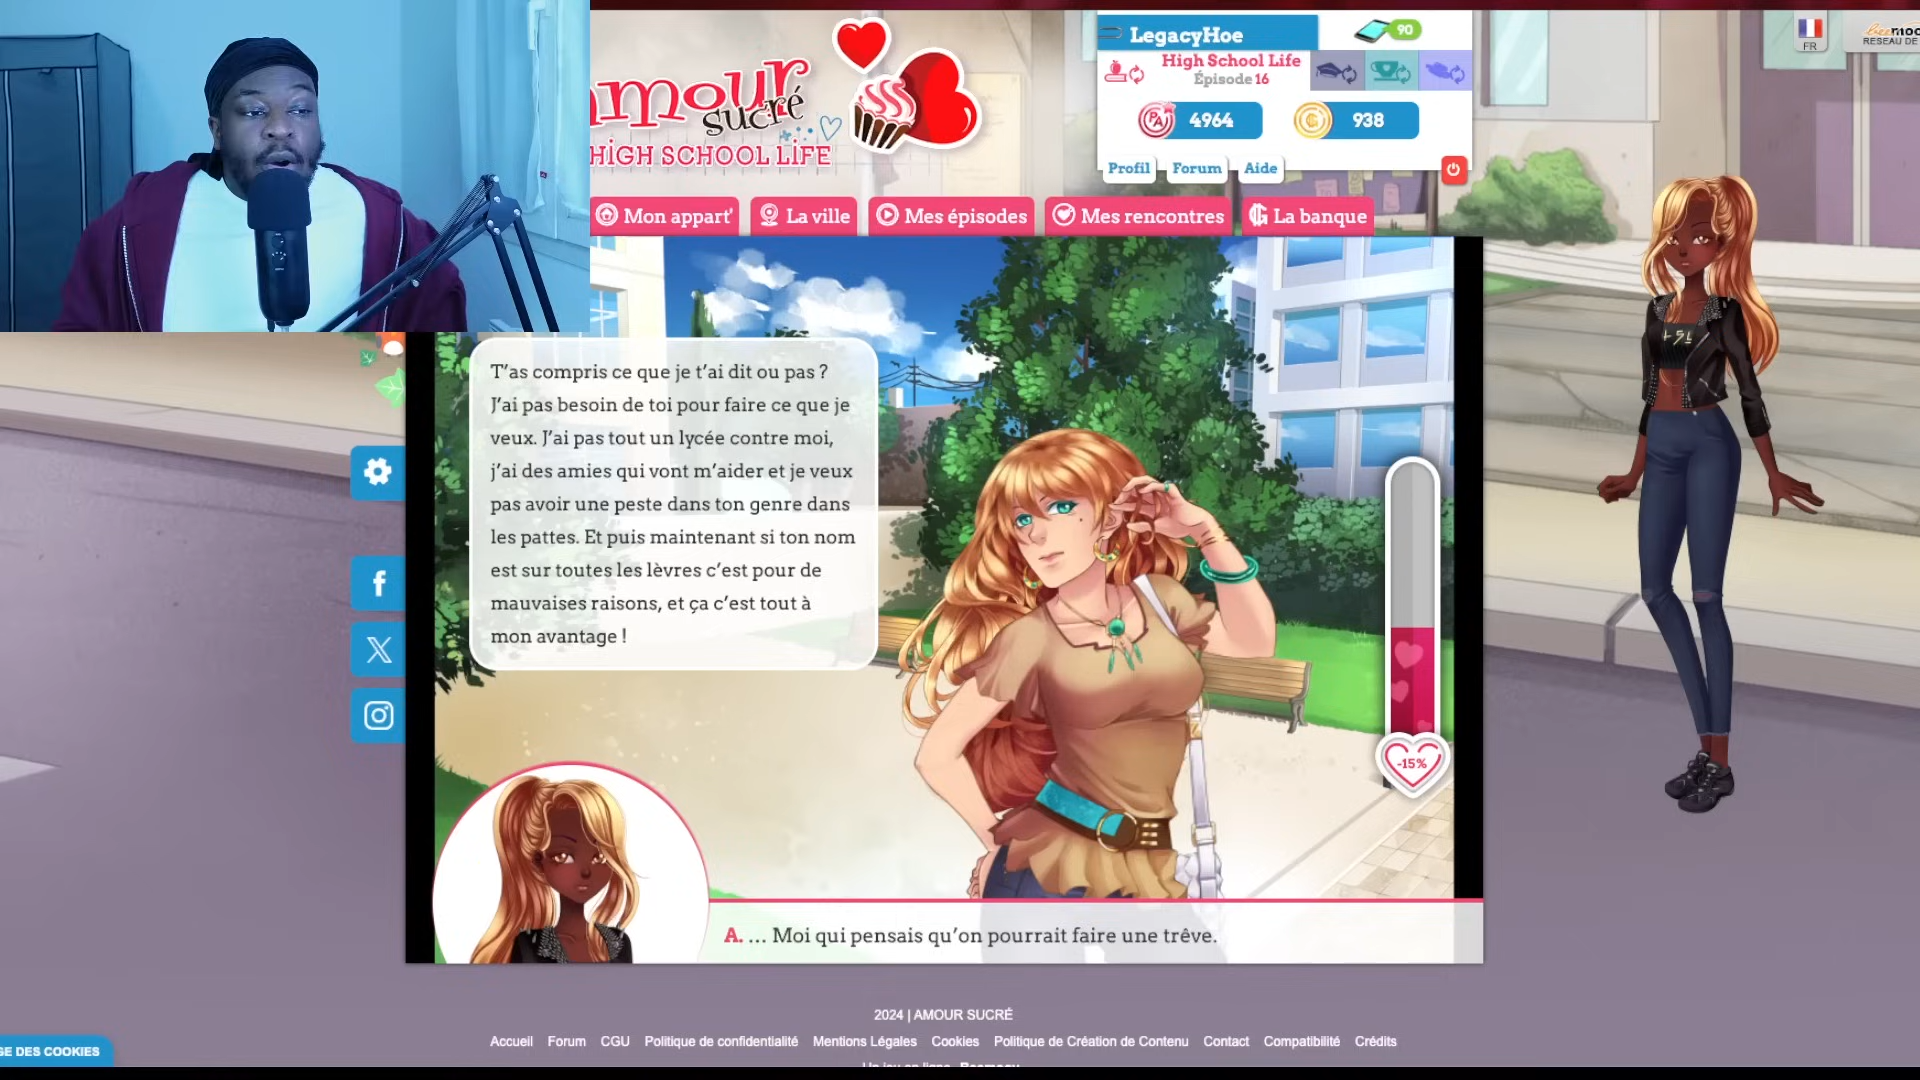 amour
sucré
HIGH SCHOOL LIFE
LegacyHoe
90
High School Life
Épisode 16
4964
938
Profil
Forum
Aide
FR
Mon appart'
La ville
Mes épisodes
Mes rencontres
La banque
T’as compris ce que je t’ai dit ou pas ?
J’ai pas besoin de toi pour faire ce que je
veux. J’ai pas tout un lycée contre moi,
j’ai des amies qui vont m’aider et je veux
pas avoir une peste dans ton genre dans
les pattes. Et puis maintenant si ton nom
est sur toutes les lèvres c’est pour de
mauvaises raisons, et ça c’est tout à
mon avantage !
-15%
A. ... Moi qui pensais qu’on pourrait faire une trêve.
2024 | AMOUR SUCRÉ
Accueil Forum CGU Politique de confidentialité Mentions Légales Cookies Politique de Création de Contenu Contact Compatibilité Crédits
DES COOKIES